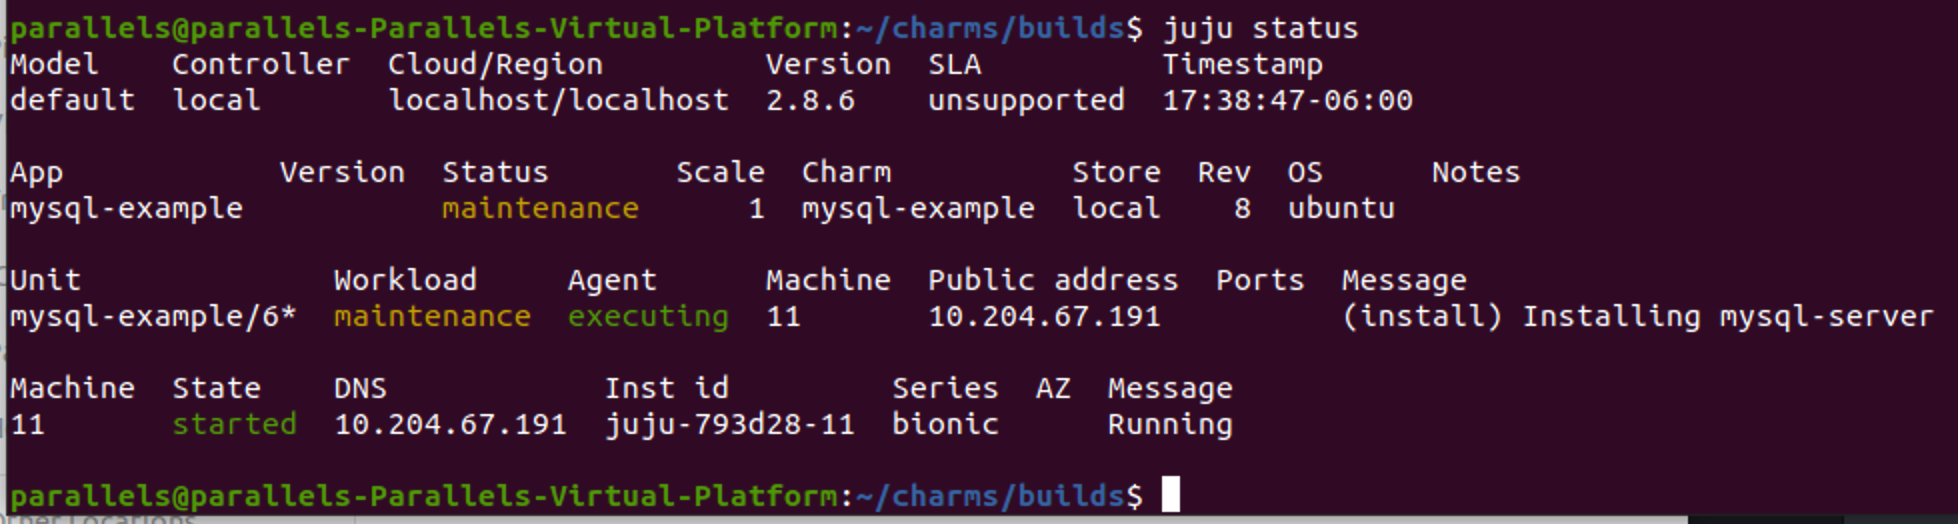 parallels@parallels-Parallels-Virtual-Platform:~/charms/builds$ juju status
Model    Controller  Cloud/Region         Version  SLA          Timestamp
default  local       localhost/localhost  2.8.6    unsupported  17:38:47-06:00
App            Version  Status       Scale  Charm          Store  Rev  OS      Notes
mysql-example           maintenance      1  mysql-example  local    8  ubuntu
Unit              Workload     Agent      Machine  Public address  Ports  Message
mysql-example/6*  maintenance  executing  11       10.204.67.191          (install) Installing mysql-server
Machine  State    DNS            Inst id         Series  AZ  Message
11       started  10.204.67.191  juju-793d28-11  bionic      Running
parallels@parallels-Parallels-Virtual-Platform:~/charms/builds$